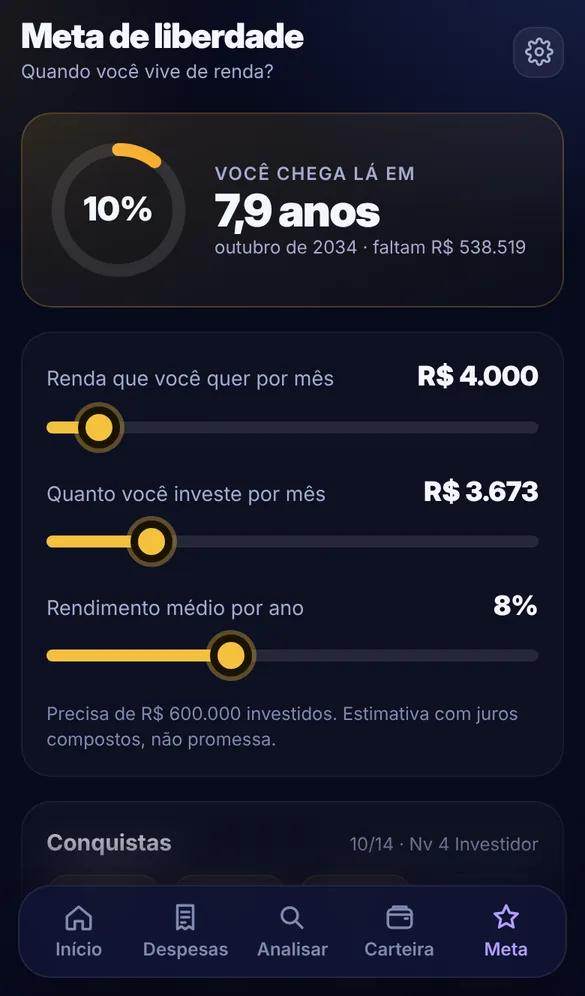 Meta de liberdade
Quando você vive de renda?
10%
VOCÊ CHEGA LÁ EM
7,9 anos
outubro de 2034 · faltam R$ 538.519
Renda que você quer por mês
R$ 4.000
Quanto você investe por mês
R$ 3.673
Rendimento médio por ano
8%
Precisa de R$ 600.000 investidos. Estimativa com juros
compostos, não promessa.
Conquistas
10/14 · Nv 4 Investidor
Início
Despesas
Analisar
Carteira
Meta